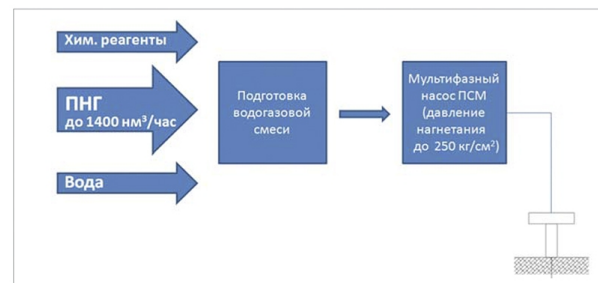 Хим. реагенты
ПНГ
до 1400 нм³/час
Вода
Подготовка
водогазовой
смеси
Мультифазный
насос ПСМ
(давление
нагнетания
до 250 кг/см²)